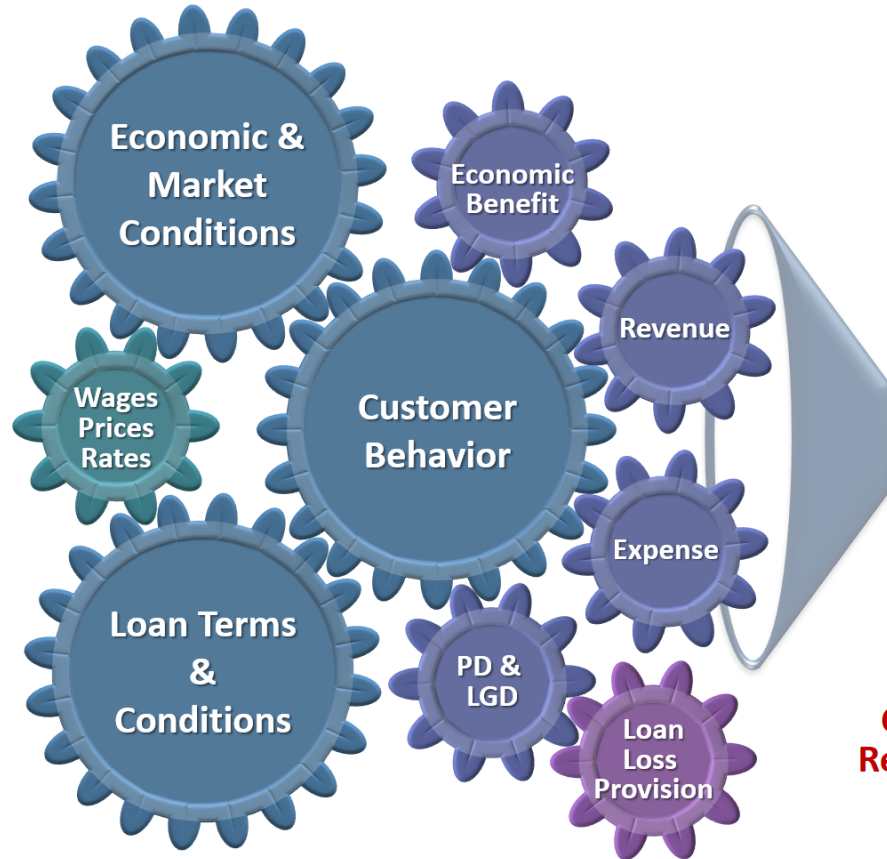 Economic &
Market
Conditions
Economic
Benefit
Revenue
Wages
Prices
Rates
Customer
Behavior
Expense
Loan Terms
&
Conditions
PD &
LGD
Loan
Loss
Provision